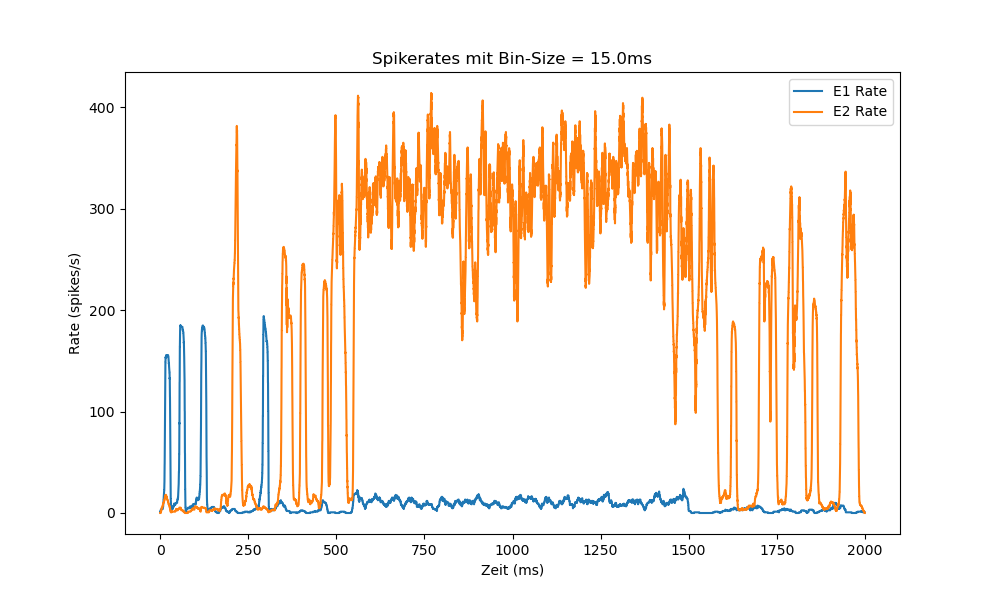 Spikerates mit Bin-Size = 15.0ms
E1 Rate
E2 Rate
400
300
200
100
0
Rate (spikes/s)
0 250 500 750 1000 1250 1500 1750 2000
Zeit (ms)